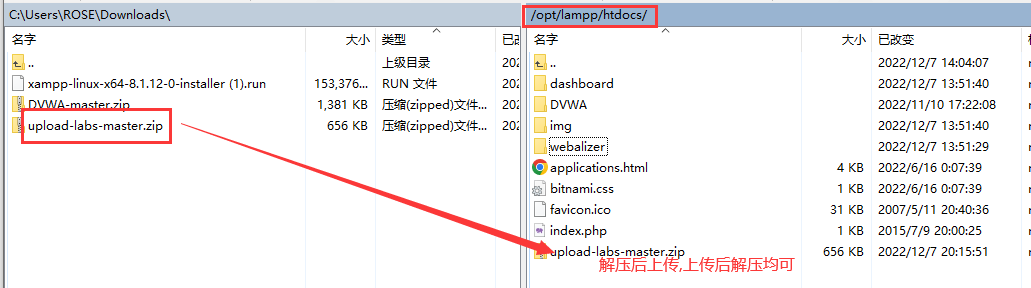 C:\Users\ROSE\Downloads\
名字 大小 类型 已改
.. 上级目录
xampp-linux-x64-8.1.12-0-installer (1).run 153,376... RUN 文件 202
DVWA-master.zip 1,381 KB 压缩(zipped)文件... 202
upload-labs-master.zip 656 KB 压缩(zipped)文件... 202
/opt/lampp/htdocs/
名字 大小 已改变 权
.. 2022/12/7 14:04:07
dashboard 2022/12/7 13:51:40
DVWA 2022/11/10 17:22:08
img 2022/12/7 13:51:40
webalizer 2022/12/7 13:51:29
applications.html 4 KB 2022/6/16 0:07:39
bitnami.css 1 KB 2022/6/16 0:07:39
favicon.ico 31 KB 2007/5/11 20:40:36
index.php 1 KB 2015/7/9 20:00:25
upload-labs-master.zip 656 KB 2022/12/7 20:15:51
解压后上传,上传后解压均可